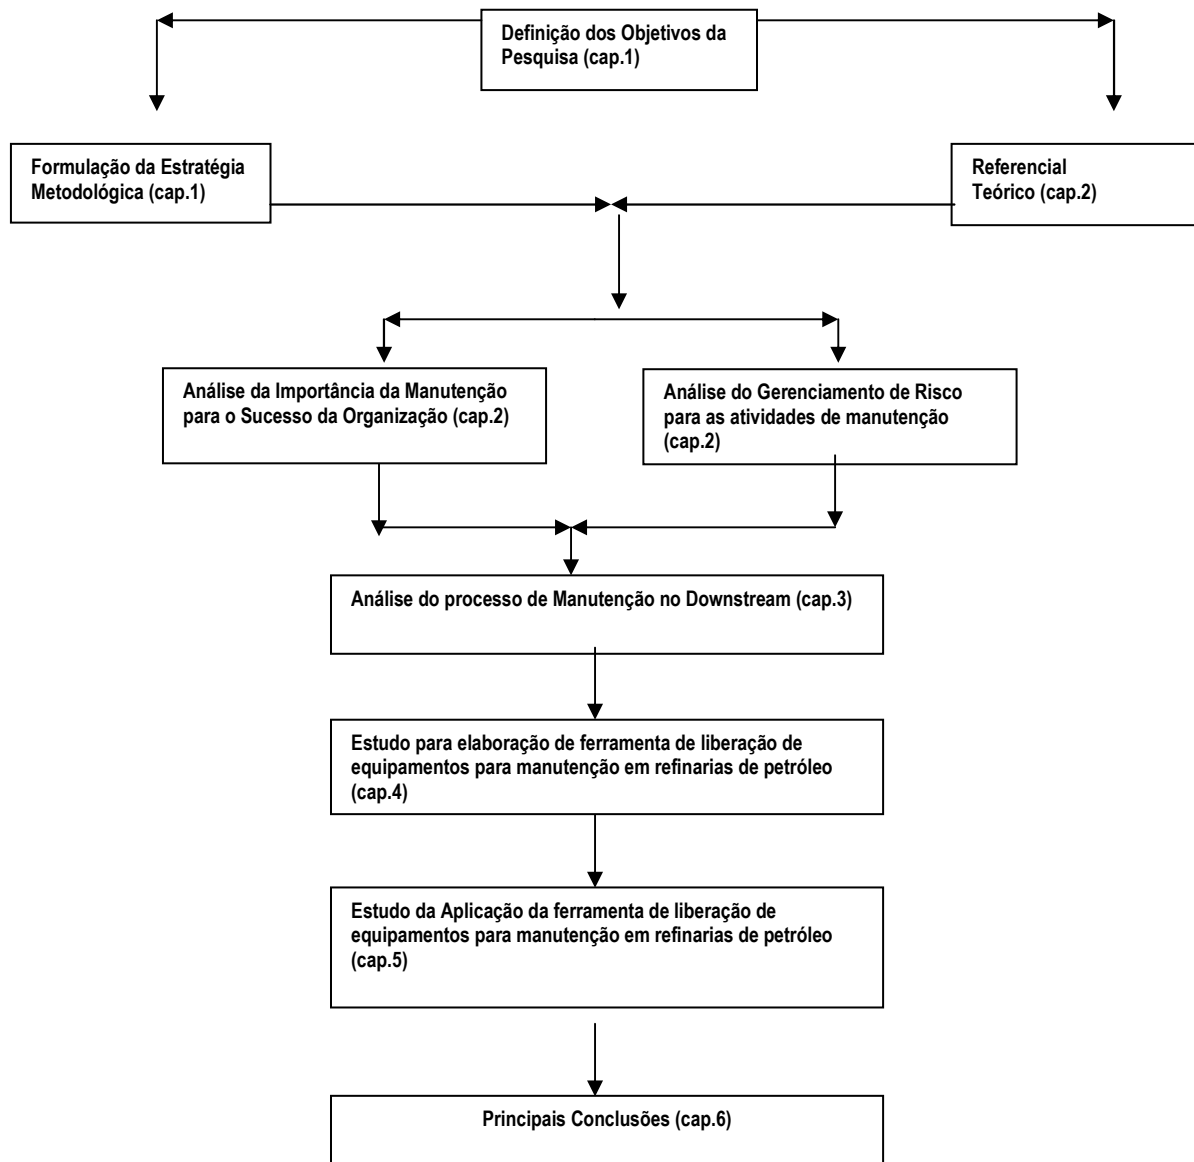 Definição dos Objetivos da
Pesquisa (cap.1)
Formulação da Estratégia
Metodológica (cap.1)
Referencial
Teórico (cap.2)
Análise da Importância da Manutenção
para o Sucesso da Organização (cap.2)
Análise do Gerenciamento de Risco
para as atividades de manutenção
(cap.2)
Análise do processo de Manutenção no Downstream (cap.3)
Estudo para elaboração de ferramenta de liberação de
equipamentos para manutenção em refinarias de petróleo
(cap.4)
Estudo da Aplicação da ferramenta de liberação de
equipamentos para manutenção em refinarias de petróleo
(cap.5)
Principais Conclusões (cap.6)